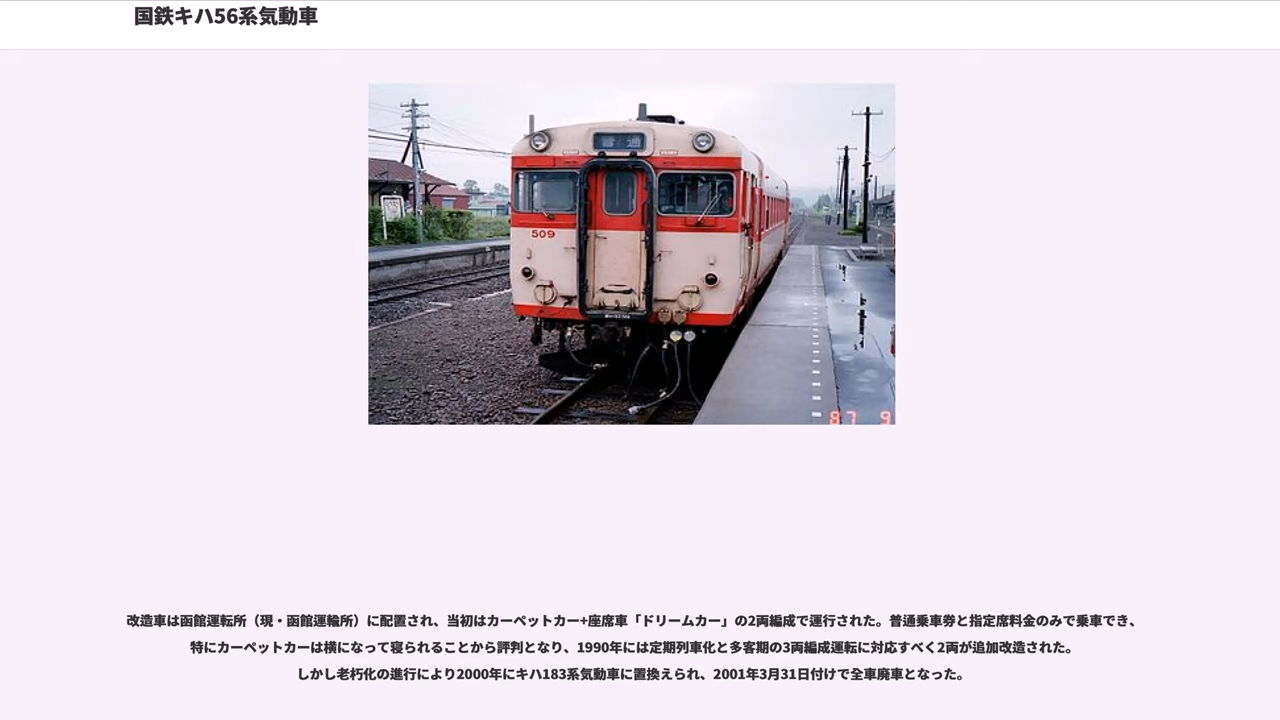 国鉄キハ56系気動車
普通
509
87 9
改造車は函館運転所（現・函館運輸所）に配置され、当初はカーペットカー+座席車「ドリームカー」の2両編成で運行された。普通乗車券と指定席料金のみで乗車でき、
特にカーペットカーは横になって寝られることから評判となり、1990年には定期列車化と多客期の3両編成運転に対応すべく2両が追加改造された。
しかし老朽化の進行により2000年にキハ183系気動車に置換えられ、2001年3月31日付けで全車廃車となった。